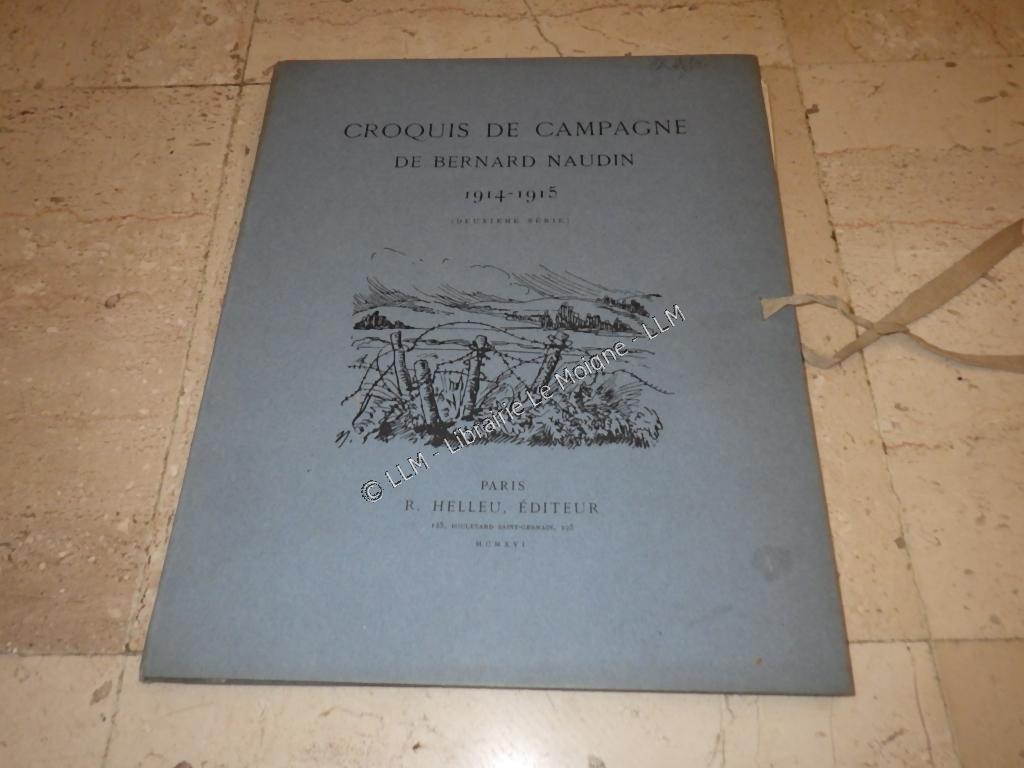 CROQUIS DE CAMPAGNE
DE BERNARD NAUDIN
1914-1915
(DEUXIÈME SÉRIE)
© LLM - Librairie Le Moigne - LLM
PARIS
R. HELLEU, ÉDITEUR
125, BOULEVARD SAINT-GERMAIN, 125
MCMXVI